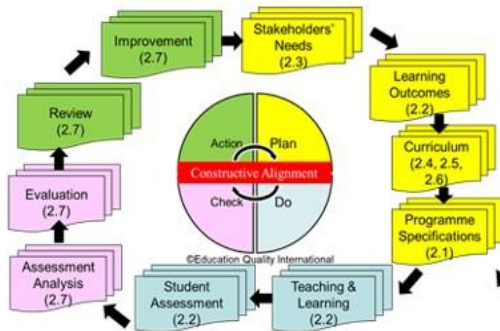 Improvement
(2.7)
Stakeholders'
Needs
(2.3)
Learning
Outcomes
(2.2)
Curriculum
(2.4, 2.5,
2.6)
Programme
Specifications
(2.1)
Teaching &
Learning
(2.2)
Student
Assessment
(2.2)
Assessment
Analysis
(2.7)
Evaluation
(2.7)
Review
(2.7)
Action
Plan
Constructive Alignment
Check
Do
©Education Quality International